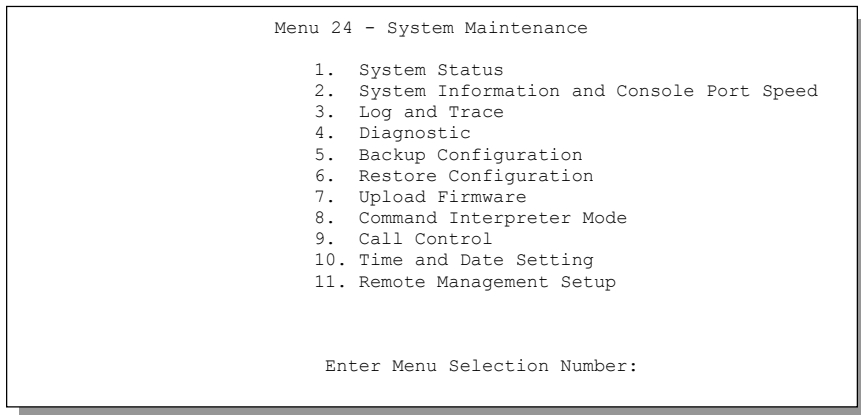 Menu 24 - System Maintenance
1. System Status
2. System Information and Console Port Speed
3. Log and Trace
4. Diagnostic
5. Backup Configuration
6. Restore Configuration
7. Upload Firmware
8. Command Interpreter Mode
9. Call Control
10. Time and Date Setting
11. Remote Management Setup
Enter Menu Selection Number: